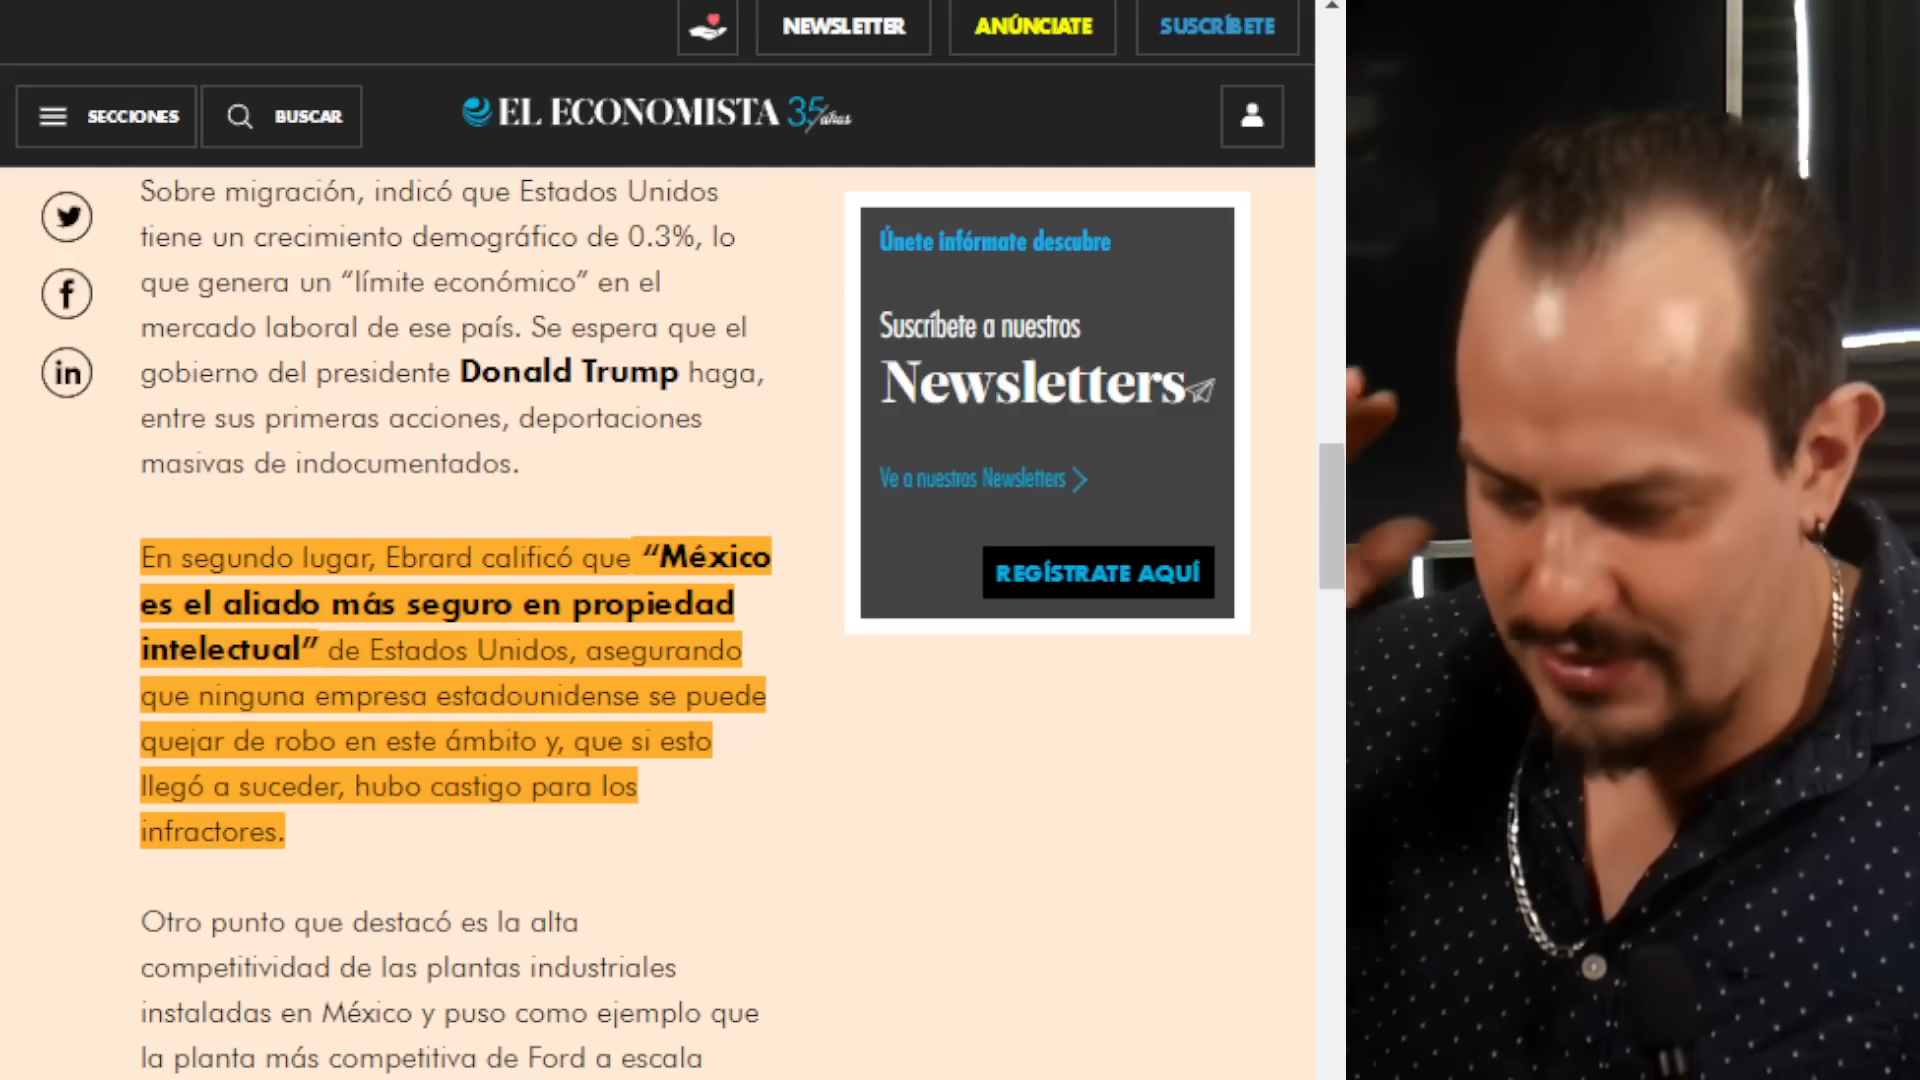 NEWSLETTER
ANÚNCIATE
SUSCRÍBETE
SECCIONES
BUSCAR
EL ECONOMISTA 35 años
Sobre migración, indicó que Estados Unidos
tiene un crecimiento demográfico de 0.3%, lo
que genera un “límite económico” en el
mercado laboral de ese país. Se espera que el
gobierno del presidente Donald Trump haga,
entre sus primeras acciones, deportaciones
masivas de indocumentados.
En segundo lugar, Ebrard calificó que “México
es el aliado más seguro en propiedad
intelectual” de Estados Unidos, asegurando
que ninguna empresa estadounidense se puede
quejar de robo en este ámbito y, que si esto
llegó a suceder, hubo castigo para los
infractores.
Otro punto que destacó es la alta
competitividad de las plantas industriales
instaladas en México y puso como ejemplo que
la planta más competitiva de Ford a escala
Únete infórmate descubre
Suscríbete a nuestros
Newsletters
Ve a nuestras Newsletters
REGÍSTRATE AQUÍ